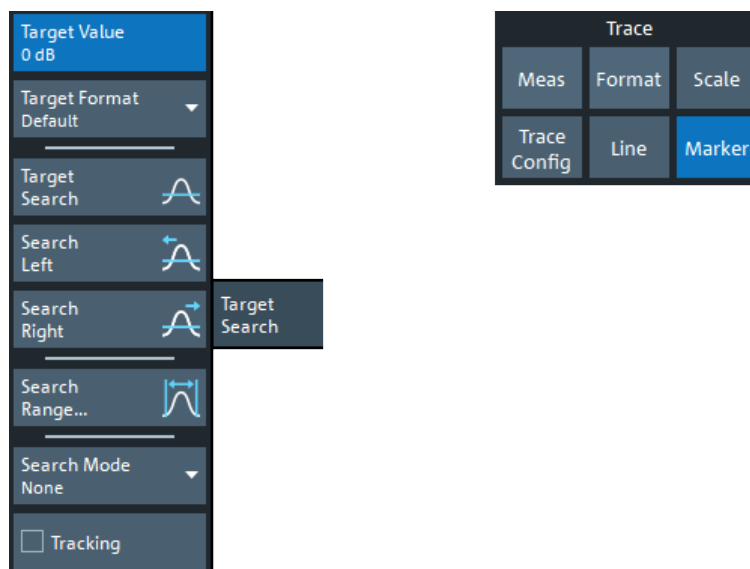 Target Value
0 dB
Target Format
Default
Target
Search
Search
Left
Search
Right
Search
Range...
Search Mode
None
Tracking
Target
Search
Trace
Meas
Format
Scale
Trace
Config
Line
Marker